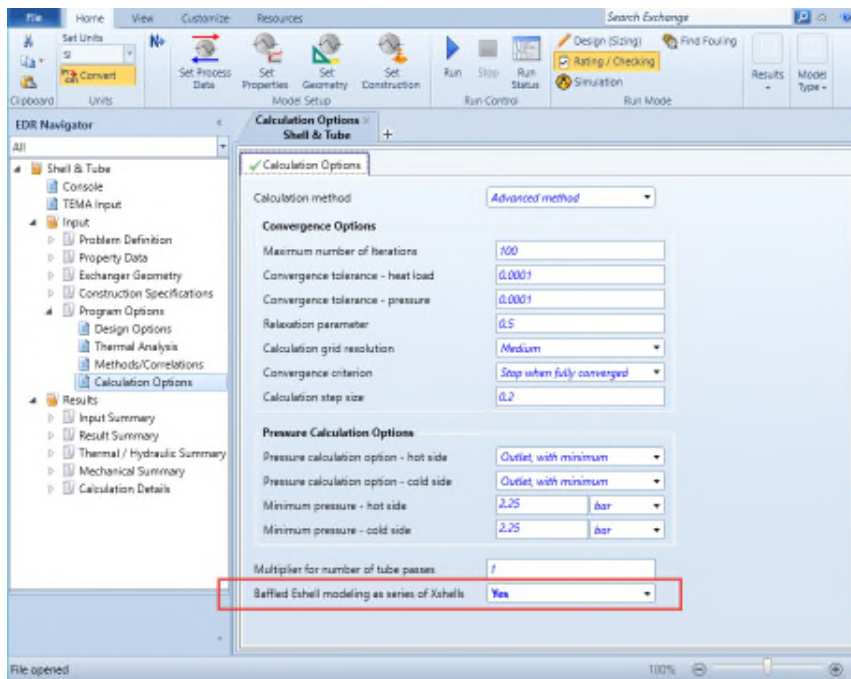 File Home View Customize Resources Search Exchange
Set Units
SI
Convert
Clipboard Units
Set Process Data
Set Properties
Set Geometry
Set Construction
Model Setup
Run Stop Run Status
Run Control
Design (Sizing)
Rating / Checking
Simulation
Find Fouling
Run Mode
Results
Model Type
EDR Navigator
All
Calculation Options
Shell & Tube
+
Shell & Tube
Console
TEMA Input
Input
Problem Definition
Property Data
Exchanger Geometry
Construction Specifications
Program Options
Design Options
Thermal Analysis
Methods/Correlations
Calculation Options
Results
Input Summary
Result Summary
Thermal / Hydraulic Summary
Mechanical Summary
Calculation Details
Calculation Options
Calculation method Advanced method
Convergence Options
Maximum number of Iterations 100
Convergence tolerance - heat load 0.0001
Convergence tolerance - pressure 0.0001
Relaxation parameter 0.5
Calculation grid resolution Medium
Convergence criterion Stop when fully converged
Calculation step size 0.2
Pressure Calculation Options
Pressure calculation option - hot side Outlet, with minimum
Pressure calculation option - cold side Outlet, with minimum
Minimum pressure - hot side 2.25 bar
Minimum pressure - cold side 2.25 bar
Multiplier for number of tube passes 1
Baffled Eshell modeling as series of Xshells Yes
File opened 100%